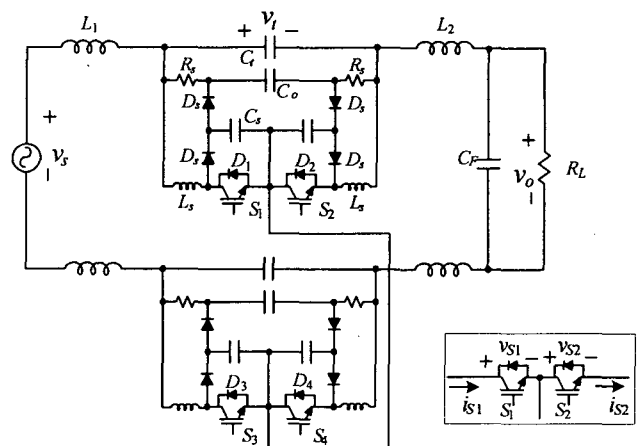 L1
+ vt −
L2
Ct
Rs
Rs
Co
Ds
Ds
Cs
+
vs
−
Ds
D1
D2
Ds
Ls
S1
S2
Ls
CF
+
vo
−
RL
D3
D4
S3
S4
+ vS1 − + vS2 −
iS1
S1
S2
iS2